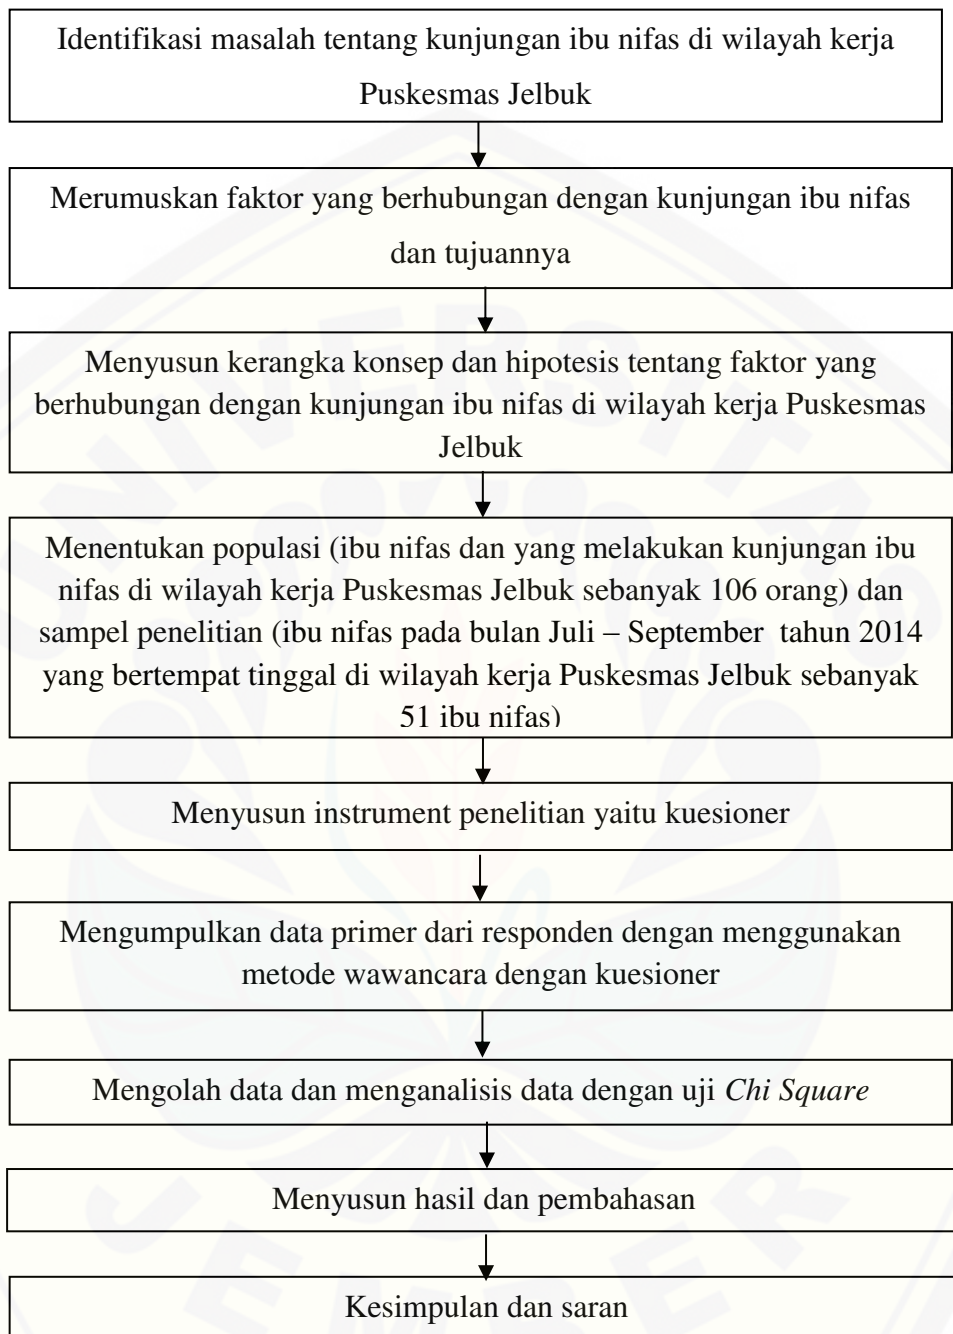 Identifikasi masalah tentang kunjungan ibu nifas di wilayah kerja
Puskesmas Jelbuk
Merumuskan faktor yang berhubungan dengan kunjungan ibu nifas
dan tujuannya
Menyusun kerangka konsep dan hipotesis tentang faktor yang
berhubungan dengan kunjungan ibu nifas di wilayah kerja Puskesmas
Jelbuk
Menentukan populasi (ibu nifas dan yang melakukan kunjungan ibu
nifas di wilayah kerja Puskesmas Jelbuk sebanyak 106 orang) dan
sampel penelitian (ibu nifas pada bulan Juli – September tahun 2014
yang bertempat tinggal di wilayah kerja Puskesmas Jelbuk sebanyak
51 ibu nifas)
Menyusun instrument penelitian yaitu kuesioner
Mengumpulkan data primer dari responden dengan menggunakan
metode wawancara dengan kuesioner
Mengolah data dan menganalisis data dengan uji Chi Square
Menyusun hasil dan pembahasan
Kesimpulan dan saran
UNIVERSITAS
JEMBER